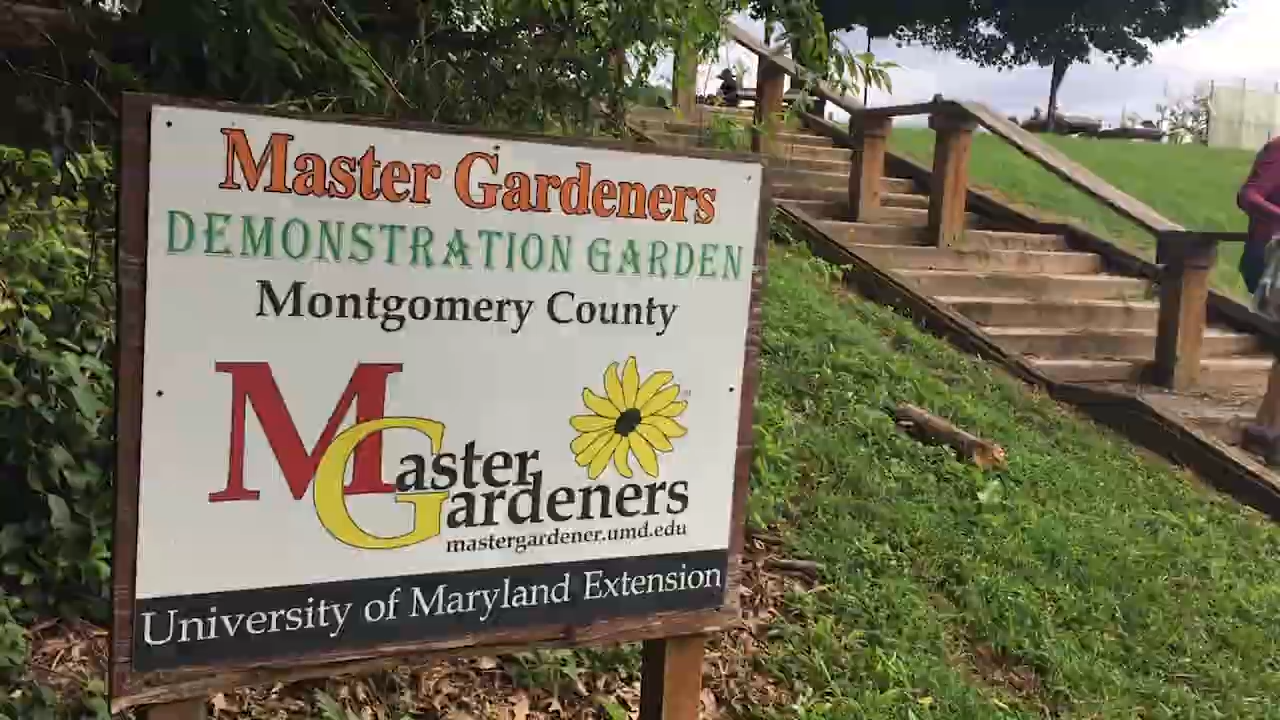 Master Gardeners
DEMONSTRATION GARDEN
Montgomery County
Master
Gardeners
mastergardener.umd.edu
University of Maryland Extension